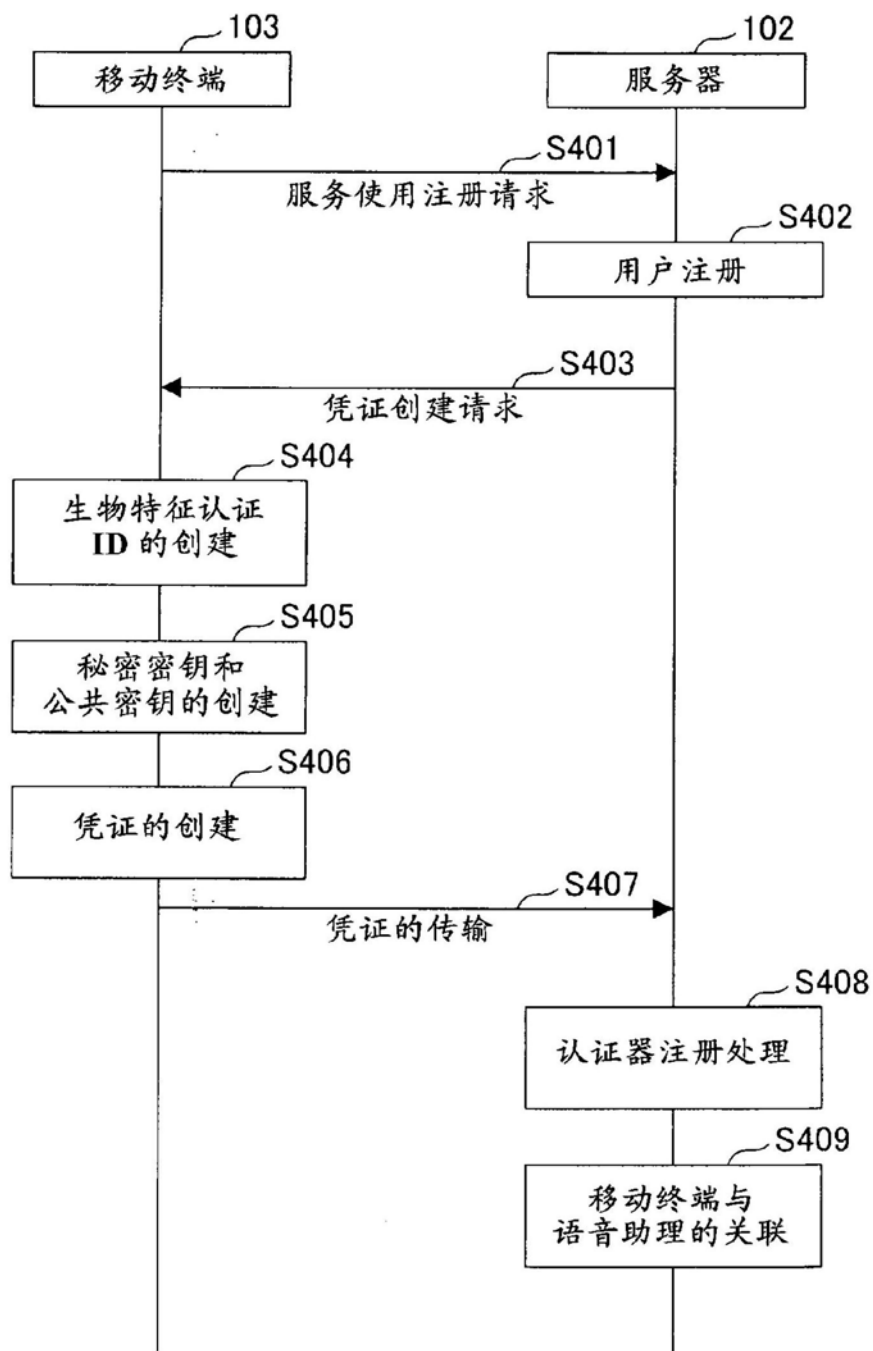 103
102
移动终端
服务器
S401
服务使用注册请求
S402
用户注册
S403
凭证创建请求
S404
生物特征认证
ID 的创建
S405
秘密密钥和
公共密钥的创建
S406
凭证的创建
S407
凭证的传输
S408
认证器注册处理
S409
移动终端与
语音助理的关联